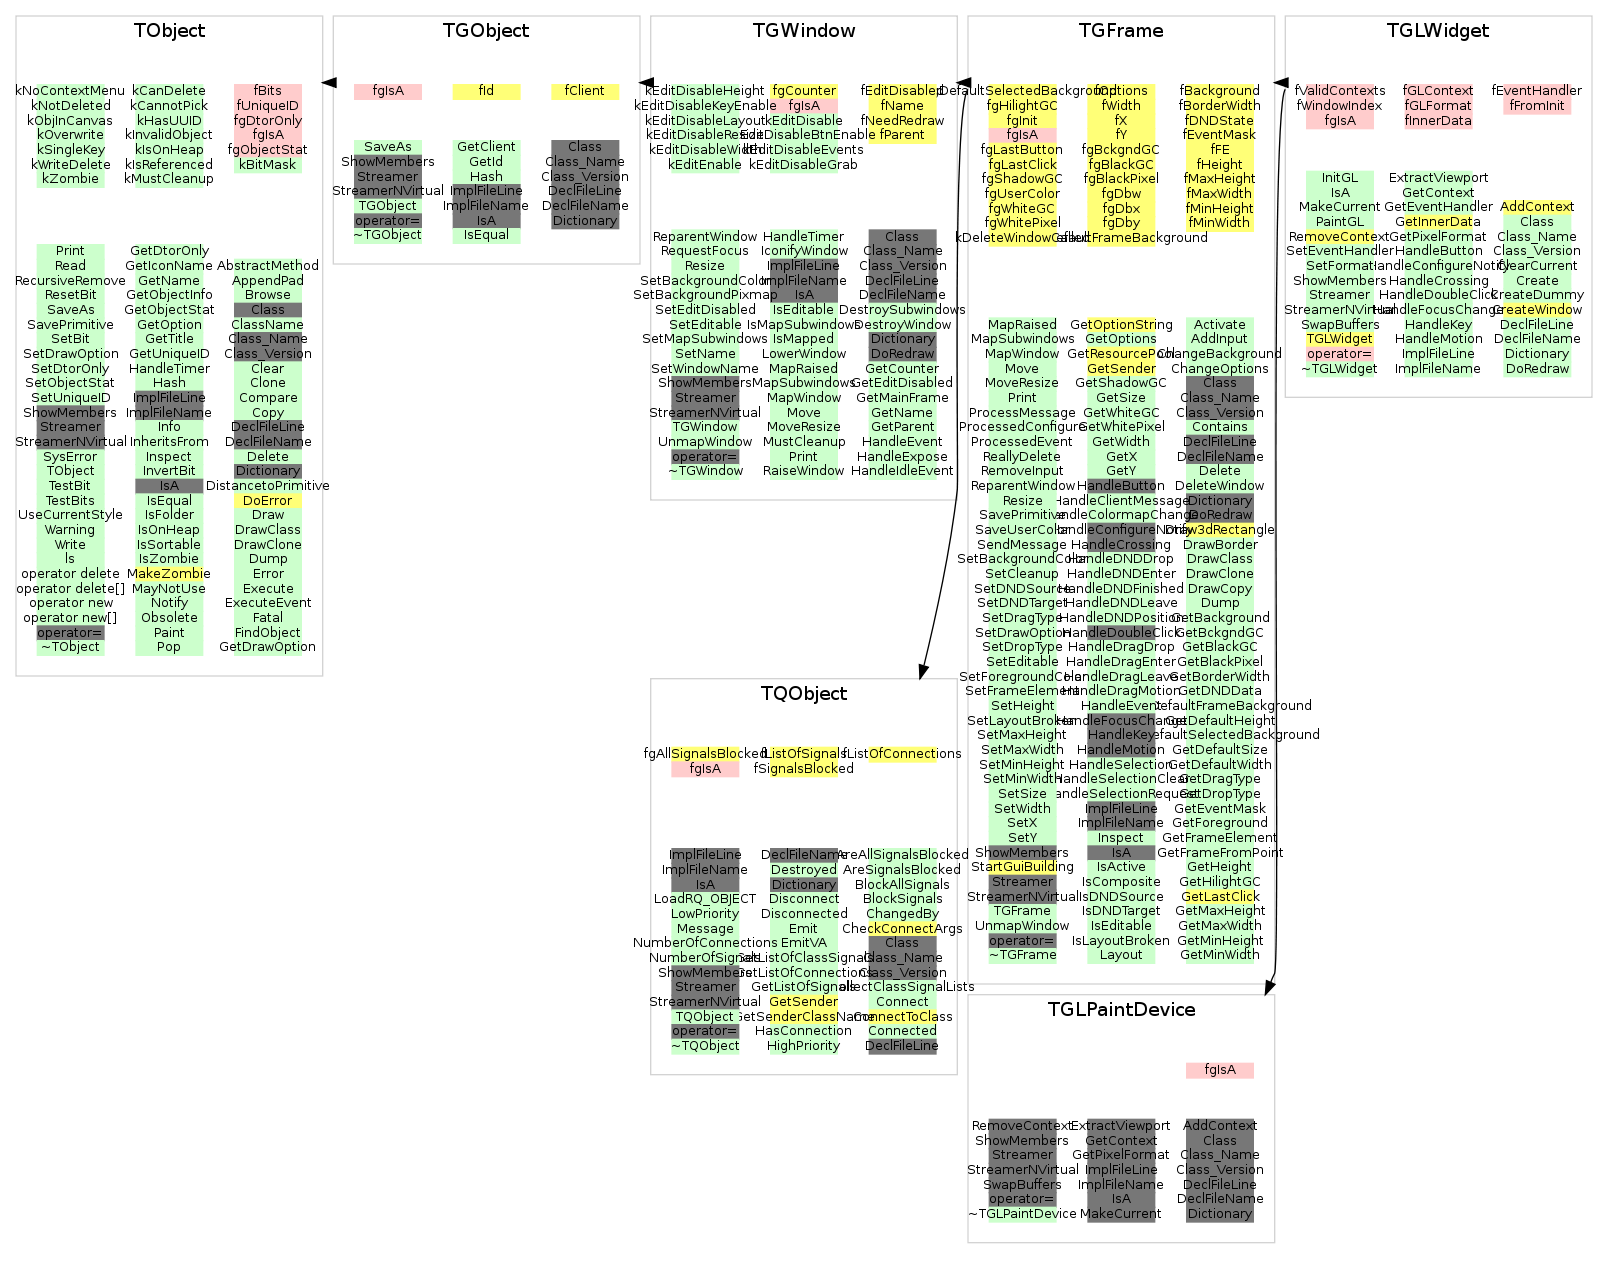 TObject
kNoContextMenu
kNotDeleted
kObjInCanvas
kOverwrite
kSingleKey
kWriteDelete
kZombie
kCanDelete
kCannotPick
kHasUUID
kInvalidObject
kIsOnHeap
kIsReferenced
kMustCleanup
fBits
fUniqueID
fgDtorOnly
fgIsA
fgObjectStat
kBitMask
Print
Read
RecursiveRemove
ResetBit
SaveAs
SavePrimitive
SetBit
SetDrawOption
SetDtorOnly
SetObjectStat
SetUniqueID
ShowMembers
Streamer
StreamerNVirtual
SysError
TObject
TestBit
TestBits
UseCurrentStyle
Warning
Write
ls
operator delete
operator delete[]
operator new
operator new[]
operator=
~TObject
GetDtorOnly
GetIconName
GetName
GetObjectInfo
GetObjectStat
GetOption
GetTitle
GetUniqueID
HandleTimer
Hash
ImplFileLine
ImplFileName
Info
InheritsFrom
Inspect
InvertBit
IsA
IsEqual
IsFolder
IsOnHeap
IsSortable
IsZombie
MakeZombie
MayNotUse
Notify
Obsolete
Paint
Pop
AbstractMethod
AppendPad
Browse
Class
ClassName
Class_Name
Class_Version
Clear
Clone
Compare
Copy
DeclFileLine
DeclFileName
Delete
Dictionary
DistancetoPrimitive
DoError
Draw
DrawClass
DrawClone
Dump
Error
Execute
ExecuteEvent
Fatal
FindObject
GetDrawOption
TGObject
fgIsA
fId
fClient
SaveAs
ShowMembers
Streamer
StreamerNVirtual
TGObject
operator=
~TGObject
GetClient
GetId
Hash
ImplFileLine
ImplFileName
IsA
IsEqual
Class
Class_Name
Class_Version
DeclFileLine
DeclFileName
Dictionary
TGWindow
kEditDisableHeight
kEditDisableKeyEnable
kEditDisableLayout
kEditDisableResize
kEditDisableWidth
kEditEnable
fgCounter
fgIsA
kEditDisable
kEditDisableBtnEnable
kEditDisableEvents
kEditDisableGrab
fEditDisabled
fName
fNeedRedraw
fParent
ReparentWindow
RequestFocus
Resize
SetBackgroundColor
SetBackgroundPixmap
SetEditDisabled
SetEditable
SetMapSubwindows
SetName
SetWindowName
ShowMembers
Streamer
StreamerNVirtual
TGWindow
UnmapWindow
operator=
~TGWindow
HandleTimer
IconifyWindow
ImplFileLine
ImplFileName
IsA
IsEditable
IsMapSubwindows
IsMapped
LowerWindow
MapRaised
MapSubwindows
MapWindow
Move
MoveResize
MustCleanup
Print
RaiseWindow
Class
Class_Name
Class_Version
DeclFileLine
DeclFileName
DestroySubwindows
DestroyWindow
Dictionary
DoRedraw
GetCounter
GetEditDisabled
GetMainFrame
GetName
GetParent
HandleEvent
HandleExpose
HandleIdleEvent
TGFrame
fgHilightGC
fgInit
fgIsA
fgLastButton
fgLastClick
fgShadowGC
fgUserColor
fgWhiteGC
fgWhitePixel
kDeleteWindowCalled
fOptions
fWidth
fX
fY
fgBckgndGC
fgBlackGC
fgBlackPixel
fgDbw
fgDbx
fgDby
fBackground
fBorderWidth
fDNDState
fEventMask
fFE
fHeight
fMaxHeight
fMaxWidth
fMinHeight
fMinWidth
MapRaised
MapSubwindows
MapWindow
Move
MoveResize
Print
ProcessMessage
ProcessedConfigure
ProcessedEvent
ReallyDelete
RemoveInput
ReparentWindow
Resize
SavePrimitive
SaveUserColor
SendMessage
SetBackgroundColor
SetCleanup
SetDNDSource
SetDNDTarget
SetDragType
SetDrawOption
SetDropType
SetEditable
SetForegroundColor
SetFrameElement
SetHeight
SetLayoutBroken
SetMaxHeight
SetMaxWidth
SetMinHeight
SetMinWidth
SetSize
SetWidth
SetX
SetY
ShowMembers
StartGuiBuilding
Streamer
StreamerNVirtual
TGFrame
UnmapWindow
operator=
~TGFrame
GetOptionString
GetOptions
GetResourcePool
GetSender
GetShadowGC
GetSize
GetWhiteGC
GetWhitePixel
GetWidth
GetX
GetY
HandleButton
HandleClientMessage
HandleColormapChange
HandleConfigureNotify
HandleCrossing
HandleDNDDrop
HandleDNDEnter
HandleDNDFinished
HandleDNDLeave
HandleDNDPosition
HandleDoubleClick
HandleDragDrop
HandleDragEnter
HandleDragLeave
HandleDragMotion
HandleEvent
HandleFocusChange
HandleKey
HandleMotion
HandleSelection
HandleSelectionClear
HandleSelectionRequest
ImplFileLine
ImplFileName
Inspect
IsA
IsActive
IsComposite
IsDNDSource
IsDNDTarget
IsEditable
IsLayoutBroken
Layout
Activate
AddInput
ChangeBackground
ChangeOptions
Class
Class_Name
Class_Version
Contains
DeclFileLine
DeclFileName
Delete
DeleteWindow
Dictionary
DoRedraw
Draw3dRectangle
DrawBorder
DrawClass
DrawClone
DrawCopy
Dump
GetBackground
GetBckgndGC
GetBlackGC
GetBlackPixel
GetBorderWidth
GetDNDData
GetDefaultHeight
GetDefaultSize
GetDefaultWidth
GetDragType
GetDropType
GetEventMask
GetForeground
GetFrameElement
GetFrameFromPoint
GetHeight
GetHilightGC
GetLastClick
GetMaxHeight
GetMaxWidth
GetMinHeight
GetMinWidth
TGLWidget
fValidContexts
fWindowIndex
fgIsA
fGLContext
fGLFormat
fInnerData
fEventHandler
fFromInit
InitGL
IsA
MakeCurrent
PaintGL
RemoveContext
SetEventHandler
SetFormat
ShowMembers
Streamer
StreamerNVirtual
SwapBuffers
TGLWidget
operator=
~TGLWidget
ExtractViewport
GetContext
GetEventHandler
GetInnerData
GetPixelFormat
HandleButton
HandleConfigureNotify
HandleCrossing
HandleDoubleClick
HandleFocusChange
HandleKey
HandleMotion
ImplFileLine
ImplFileName
AddContext
Class
Class_Name
Class_Version
ClearCurrent
Create
CreateDummy
CreateWindow
DeclFileLine
DeclFileName
Dictionary
DoRedraw
TQObject
fgAllSignalsBlocked
fgIsA
fListOfSignals
fSignalsBlocked
fListOfConnections
ImplFileLine
ImplFileName
IsA
LoadRQ_OBJECT
LowPriority
Message
NumberOfConnections
NumberOfSignals
ShowMembers
Streamer
StreamerNVirtual
TQObject
operator=
~TQObject
DeclFileName
Destroyed
Dictionary
Disconnect
Disconnected
Emit
EmitVA
GetListOfClassSignals
GetListOfConnections
GetListOfSignals
GetSender
GetSenderClassName
HasConnection
HighPriority
AreAllSignalsBlocked
AreSignalsBlocked
BlockAllSignals
BlockSignals
ChangedBy
CheckConnectArgs
Class
Class_Name
Class_Version
CollectClassSignalLists
Connect
ConnectToClass
Connected
DeclFileLine
TGLPaintDevice
fgIsA
RemoveContext
ShowMembers
Streamer
StreamerNVirtual
SwapBuffers
operator=
~TGLPaintDevice
ExtractViewport
GetContext
GetPixelFormat
ImplFileLine
ImplFileName
IsA
MakeCurrent
AddContext
Class
Class_Name
Class_Version
DeclFileLine
DeclFileName
Dictionary